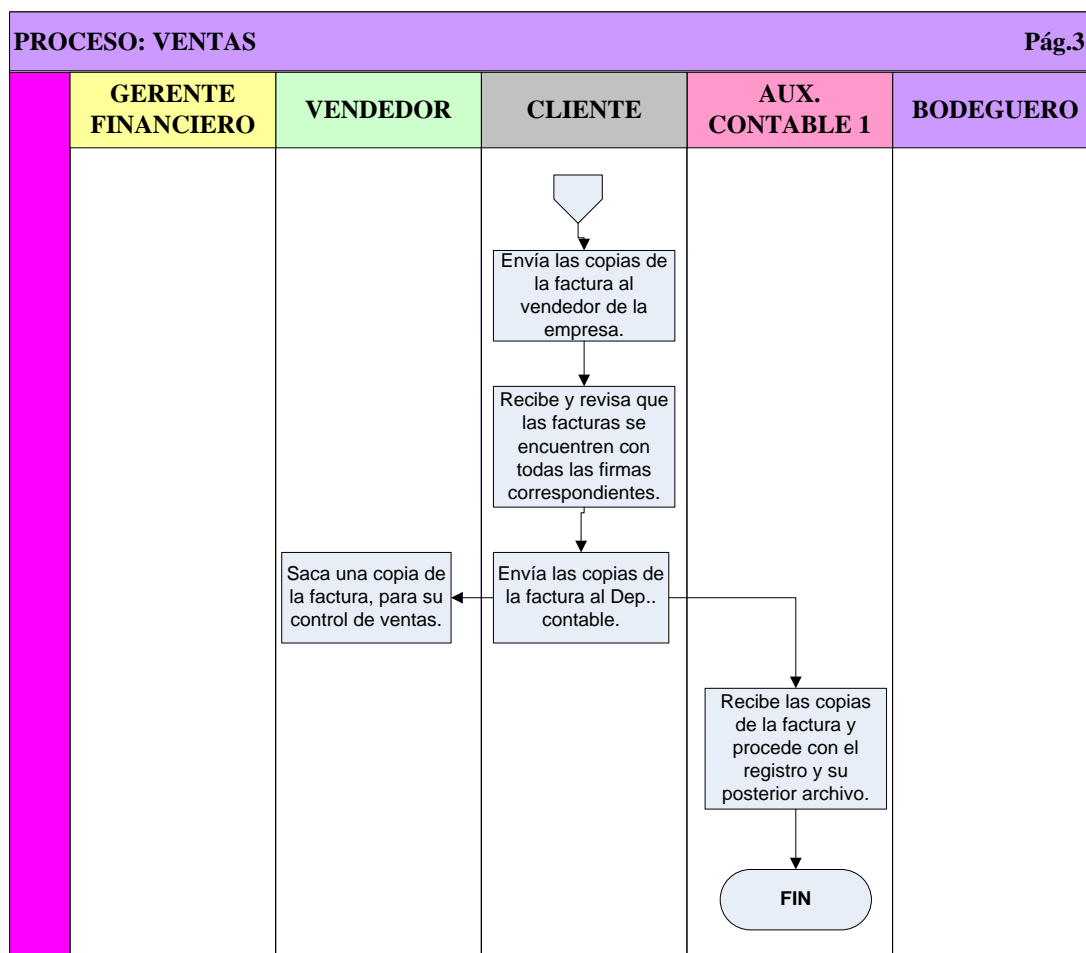 PROCESO: VENTAS Pág.3
GERENTE
FINANCIERO
VENDEDOR
CLIENTE
AUX.
CONTABLE 1
BODEGUERO
Envía las copias de
la factura al
vendedor de la
empresa.
Recibe y revisa que
las facturas se
encuentren con
todas las firmas
correspondientes.
Saca una copia de
la factura, para su
control de ventas.
Envía las copias de
la factura al Dep..
contable.
Recibe las copias
de la factura y
procede con el
registro y su
posterior archivo.
FIN